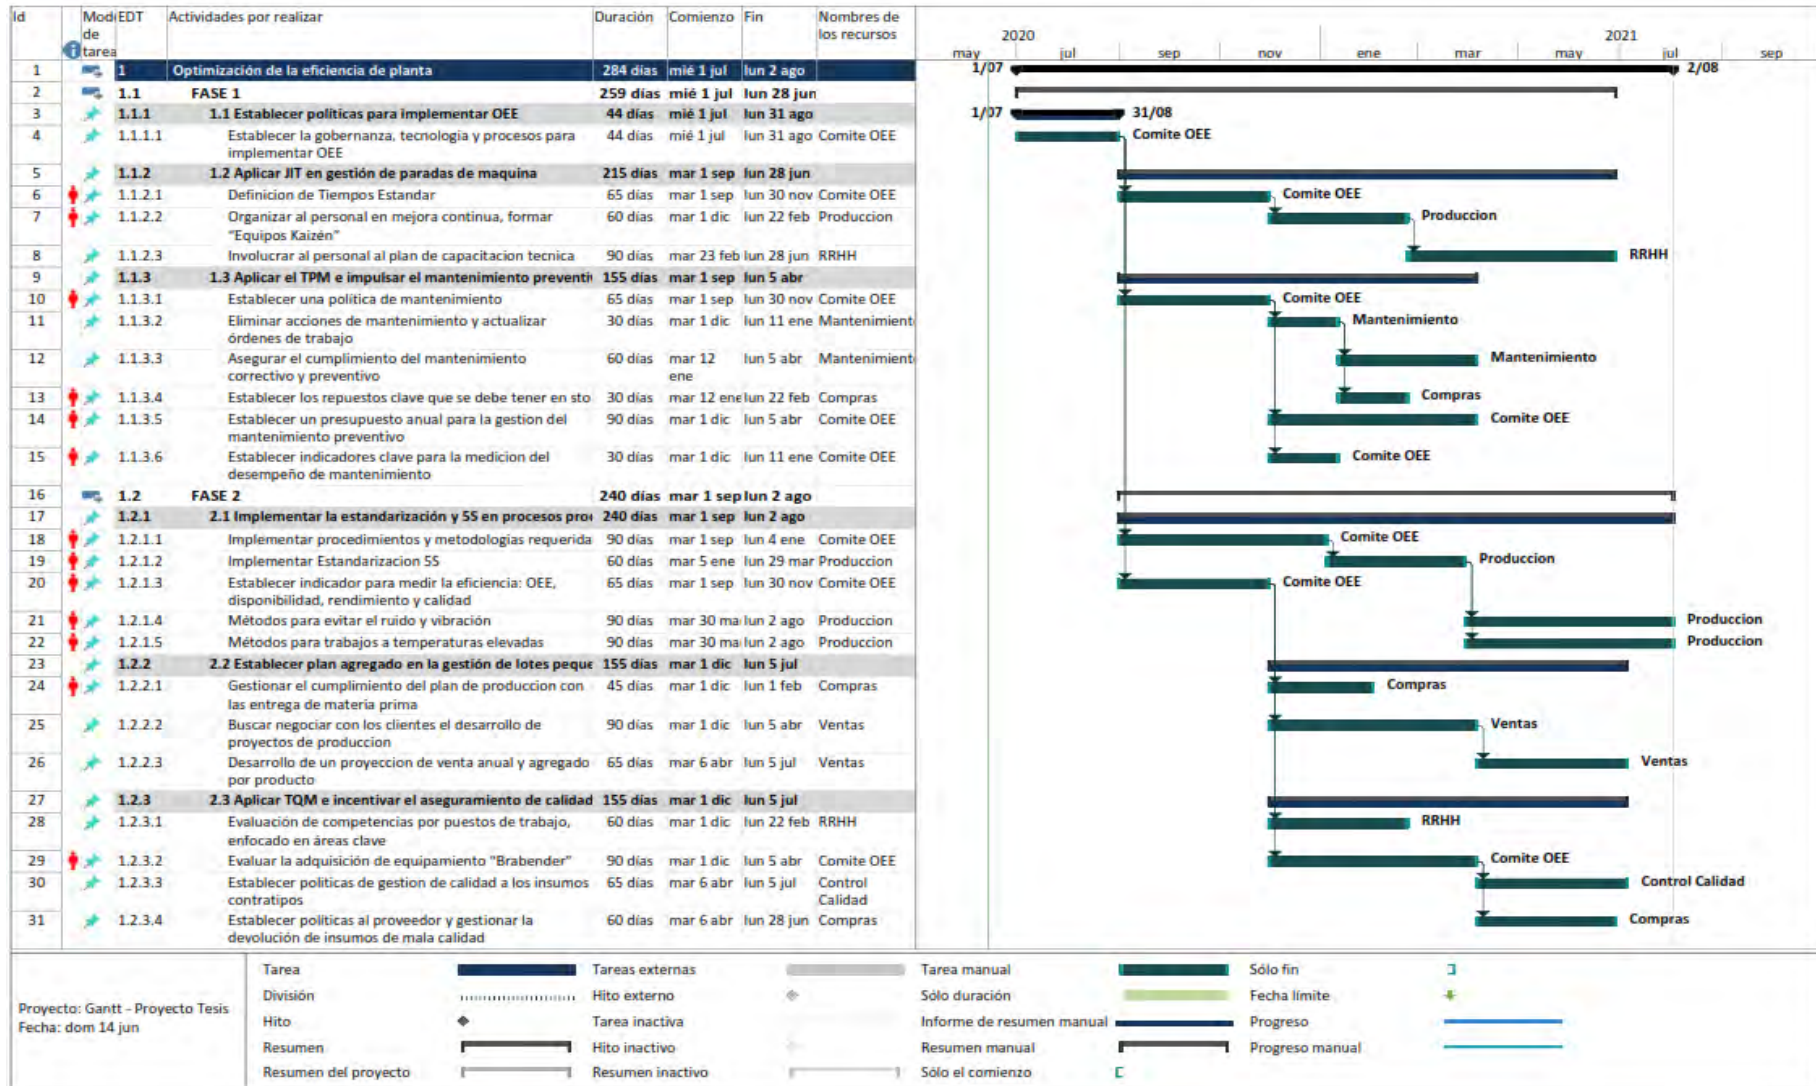 Id Modo de tarea EDT Actividades por realizar Duración Comienzo Fin Nombres de los recursos
2020 2021
may jul sep nov ene mar may jul sep
1 1 Optimización de la eficiencia de planta 284 días mié 1 jul lun 2 ago 1/07 2/08
2 1.1 FASE 1 259 días mié 1 jul lun 28 jun
3 1.1.1 1.1 Establecer políticas para implementar OEE 44 días mié 1 jul lun 31 ago 1/07 31/08
4 1.1.1.1 Establecer la gobernanza, tecnologia y procesos para 44 días mié 1 jul lun 31 ago Comite OEE Comite OEE
implementar OEE
5 1.1.2 1.2 Aplicar JIT en gestión de paradas de maquina 215 días mar 1 sep lun 28 jun
6 1.1.2.1 Definicion de Tiempos Estandar 65 días mar 1 sep lun 30 nov Comite OEE Comite OEE
7 1.1.2.2 Organizar al personal en mejora continua, formar 60 días mar 1 dic lun 22 feb Produccion Produccion
"Equipos Kaizén"
8 1.1.2.3 Involucrar al personal al plan de capacitacion tecnica 90 días mar 23 feb lun 28 jun RRHH RRHH
9 1.1.3 1.3 Aplicar el TPM e impulsar el mantenimiento preventi 155 días mar 1 sep lun 5 abr
10 1.1.3.1 Establecer una politica de mantenimiento 65 días mar 1 sep lun 30 nov Comite OEE Comite OEE
11 1.1.3.2 Eliminar acciones de mantenimiento y actualizar 30 días mar 1 dic lun 11 ene Mantenimient Mantenimiento
órdenes de trabajo
12 1.1.3.3 Asegurar el cumplimiento del mantenimiento 60 días mar 12 lun 5 abr Mantenimient Mantenimiento
correctivo y preventivo ene
13 1.1.3.4 Establecer los repuestos clave que se debe tener en sto 30 días mar 12 ene lun 22 feb Compras Compras
14 1.1.3.5 Establecer un presupuesto anual para la gestion del 90 días mar 1 dic lun 5 abr Comite OEE Comite OEE
mantenimiento preventivo
15 1.1.3.6 Establecer indicadores clave para la medicion del 30 días mar 1 dic lun 11 ene Comite OEE Comite OEE
desempeño de mantenimiento
16 1.2 FASE 2 240 días mar 1 sep lun 2 ago
17 1.2.1 2.1 Implementar la estandarización y 5S en procesos pro 240 días mar 1 sep lun 2 ago
18 1.2.1.1 Implementar procedimientos y metodologias requerida 90 días mar 1 sep lun 4 ene Comite OEE Comite OEE
19 1.2.1.2 Implementar Estandarizacion 5S 60 días mar 5 ene lun 29 mar Produccion Produccion
20 1.2.1.3 Establecer indicador para medir la eficiencia: OEE, 65 días mar 1 sep lun 30 nov Comite OEE Comite OEE
disponibilidad, rendimiento y calidad
21 1.2.1.4 Métodos para evitar el ruido y vibración 90 días mar 30 ma lun 2 ago Produccion Produccion
22 1.2.1.5 Métodos para trabajos a temperaturas elevadas 90 días mar 30 ma lun 2 ago Produccion Produccion
23 1.2.2 2.2 Establecer plan agregado en la gestión de lotes peque 155 días mar 1 dic lun 5 jul
24 1.2.2.1 Gestionar el cumplimiento del plan de produccion con 45 días mar 1 dic lun 1 feb Compras Compras
las entrega de materia prima
25 1.2.2.2 Buscar negociar con los clientes el desarrollo de 90 días mar 1 dic lun 5 abr Ventas Ventas
proyectos de produccion
26 1.2.2.3 Desarrollo de un proyeccion de venta anual y agregado 65 días mar 6 abr lun 5 jul Ventas Ventas
por producto
27 1.2.3 2.3 Aplicar TQM e incentivar el aseguramiento de calidad 155 días mar 1 dic lun 5 jul
28 1.2.3.1 Evaluación de competencias por puestos de trabajo, 60 días mar 1 dic lun 22 feb RRHH RRHH
enfocado en áreas clave
29 1.2.3.2 Evaluar la adquisición de equipamiento "Brabender" 90 días mar 1 dic lun 5 abr Comite OEE Comite OEE
30 1.2.3.3 Establecer politicas de gestion de calidad a los insumos 65 días mar 6 abr lun 5 jul Control Control Calidad
contratipos Calidad
31 1.2.3.4 Establecer políticas al proveedor y gestionar la 60 días mar 6 abr lun 28 jun Compras Compras
devolución de insumos de mala calidad
Proyecto: Gantt - Proyecto Tesis
Fecha: dom 14 jun
Tarea Tareas externas Tarea manual Sólo fin
División Hito externo Sólo duración Fecha límite
Hito Tarea inactiva Informe de resumen manual Progreso
Resumen Hito inactivo Resumen manual Progreso manual
Resumen del proyecto Resumen inactivo Sólo el comienzo